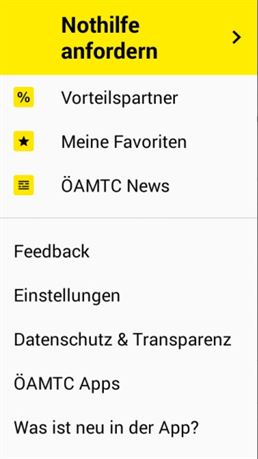 Nothilfe
anfordern
Vorteilspartner
Meine Favoriten
ÖAMTC News
Feedback
Einstellungen
Datenschutz & Transparenz
ÖAMTC Apps
Was ist neu in der App?